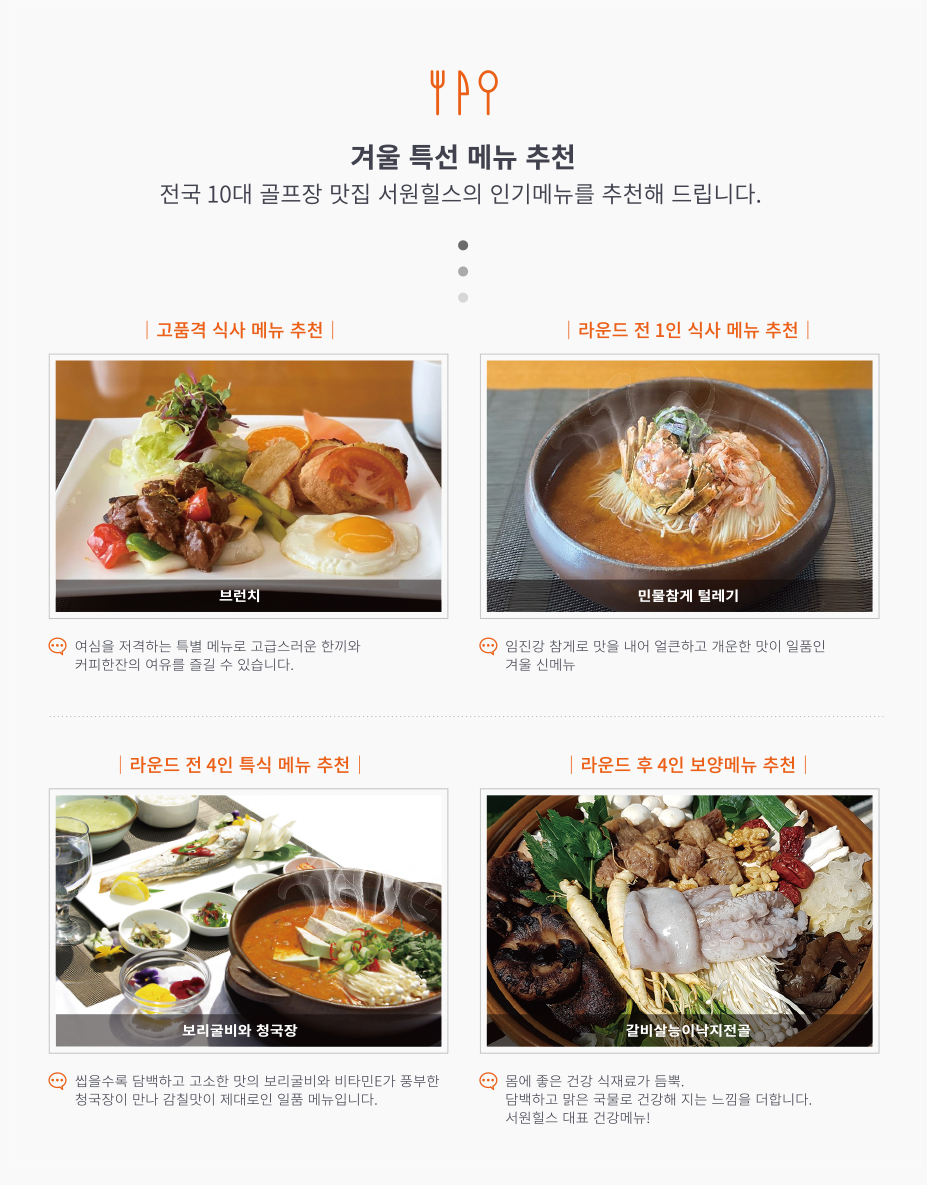 겨울 특선 메뉴 추천
전국 10대 골프장 맛집 서원힐스의 인기메뉴를 추천해 드립니다.
고품격 식사 메뉴 추천
라운드 전 1인 식사 메뉴 추천
브런치
민물참게 털레기
여심을 저격하는 특별 메뉴로 고급스러운 한끼와
커피한잔의 여유를 즐길 수 있습니다.
임진강 참게로 맛을 내어 얼큰하고 개운한 맛이 일품인
겨울 신메뉴
라운드 전 4인 특식 메뉴 추천
라운드 후 4인 보양메뉴 추천
보리굴비와 청국장
갈비살능이낙지전골
씹을수록 담백하고 고소한 맛의 보리굴비와 비타민E가 풍부한
청국장이 만나 감칠맛이 제대로인 일품 메뉴입니다.
몸에 좋은 건강 식재료가 듬뿍.
담백하고 맑은 국물로 건강해 지는 느낌을 더합니다.
서원힐스 대표 건강메뉴!